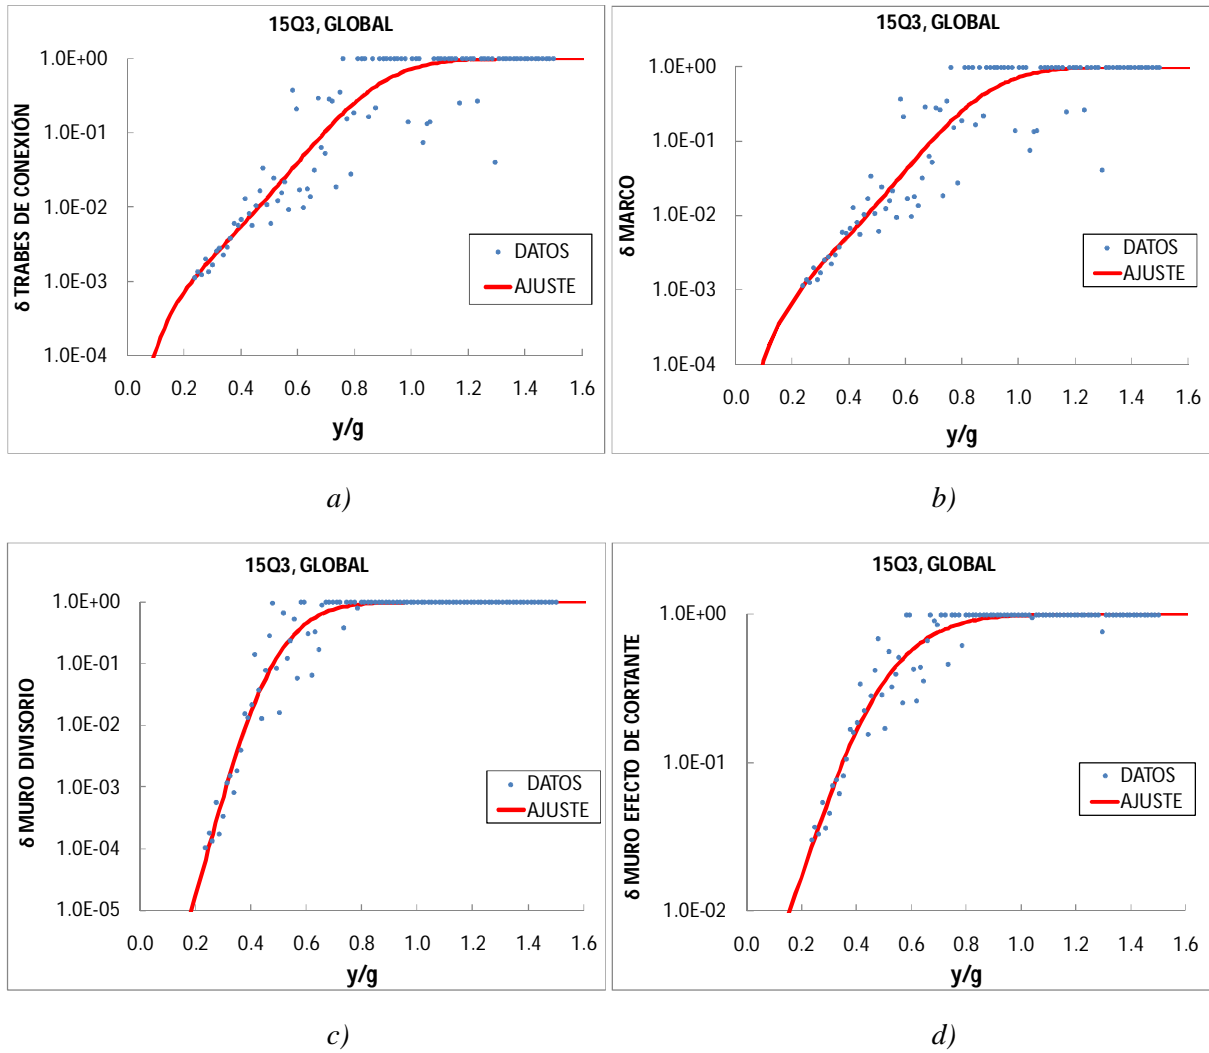 15Q3, GLOBAL
δ TRABES DE CONEXIÓN
1.0E+00
1.0E-01
1.0E-02
1.0E-03
1.0E-04
0.0 0.2 0.4 0.6 0.8 1.0 1.2 1.4 1.6
y/g
DATOS
AJUSTE
a)
15Q3, GLOBAL
δ MARCO
1.0E+00
1.0E-01
1.0E-02
1.0E-03
1.0E-04
0.0 0.2 0.4 0.6 0.8 1.0 1.2 1.4 1.6
y/g
DATOS
AJUSTE
b)
15Q3, GLOBAL
δ MURO DIVISORIO
1.0E+00
1.0E-01
1.0E-02
1.0E-03
1.0E-04
1.0E-05
0.0 0.2 0.4 0.6 0.8 1.0 1.2 1.4 1.6
y/g
DATOS
AJUSTE
c)
15Q3, GLOBAL
δ MURO EFECTO DE CORTANTE
1.0E+00
1.0E-01
1.0E-02
0.0 0.2 0.4 0.6 0.8 1.0 1.2 1.4 1.6
y/g
DATOS
AJUSTE
d)